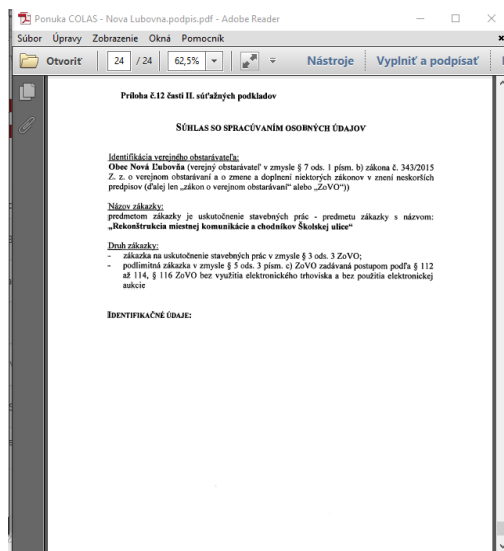 Ponuka COLAS - Nova Lubovna.podpis.pdf - Adobe Reader
Súbor Úpravy Zobrazenie Okná Pomocník
Otvoriť 24 / 24 62,5% Nástroje Vyplniť a podpísať
Príloha č.12 časti II. súťažných podkladov
SÚHLAS SO SPRACÚVANÍM OSOBNÝCH ÚDAJOV
Identifikácia verejného obstarávateľa:
Obec Nová Ľubovňa (verejný obstarávateľ v zmysle § 7 ods. 1 písm. b) zákona č. 343/2015
Z. z. o verejnom obstarávaní a o zmene a doplnení niektorých zákonov v znení neskorších
predpisov (ďalej len „zákon o verejnom obstarávaní“ alebo „ZoVO“))
Názov zákazky:
predmetom zákazky je uskutočnenie stavebných prác - predmetu zákazky s názvom:
„Rekonštrukcia miestnej komunikácie a chodníkov Školskej ulice“
Druh zákazky:
- zákazka na uskutočnenie stavebných prác v zmysle § 3 ods. 3 ZoVO;
- podlimitná zákazka v zmysle § 5 ods. 3 písm. c) ZoVO zadávaná postupom podľa § 112
až 114, § 116 ZoVO bez využitia elektronického trhoviska a bez použitia elektronickej
aukcie
IDENTIFIKAČNÉ ÚDAJE: